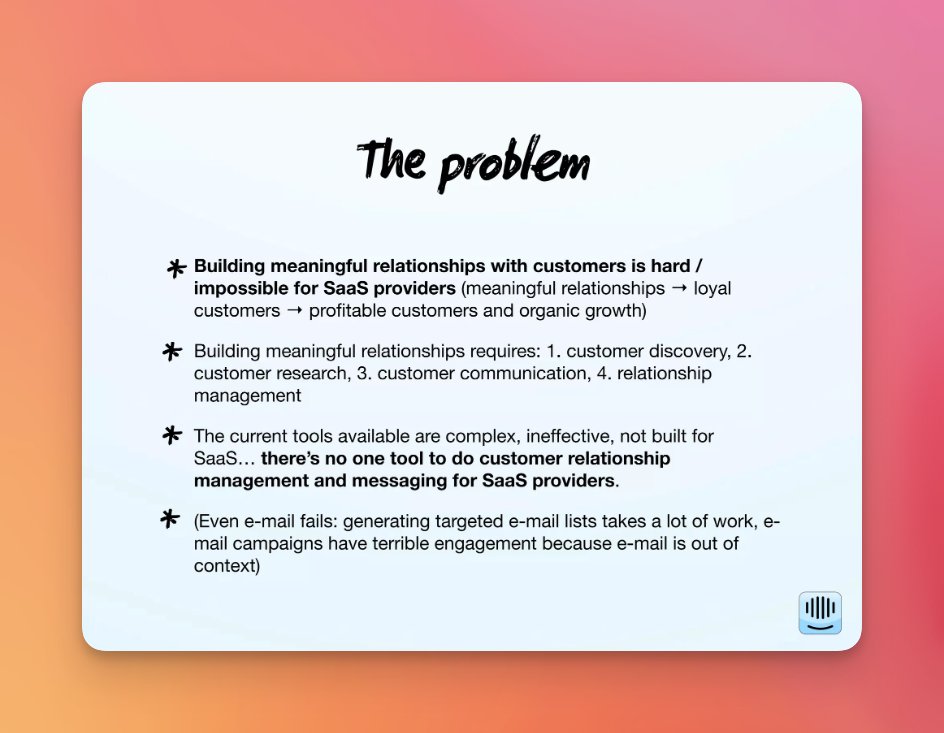 The problem
* Building meaningful relationships with customers is hard /
impossible for SaaS providers (meaningful relationships → loyal
customers → profitable customers and organic growth)
* Building meaningful relationships requires: 1. customer discovery, 2.
customer research, 3. customer communication, 4. relationship
management
* The current tools available are complex, ineffective, not built for
SaaS… there’s no one tool to do customer relationship
management and messaging for SaaS providers.
* (Even e-mail fails: generating targeted e-mail lists takes a lot of work, e-
mail campaigns have terrible engagement because e-mail is out of
context)